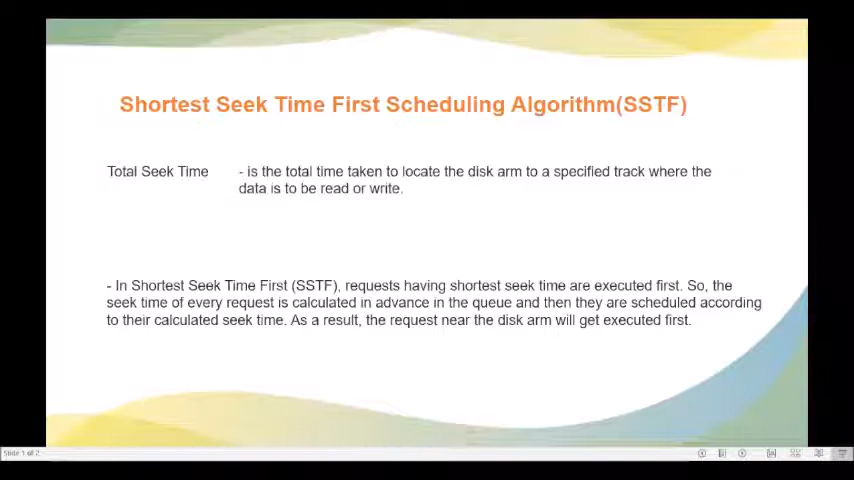 Shortest Seek Time First Scheduling Algorithm(SSTF)
Total Seek Time - is the total time taken to locate the disk arm to a specified track where the
data is to be read or write.
- In Shortest Seek Time First (SSTF), requests having shortest seek time are executed first. So, the
seek time of every request is calculated in advance in the queue and then they are scheduled according
to their calculated seek time. As a result, the request near the disk arm will get executed first.
Slide 1 of 2